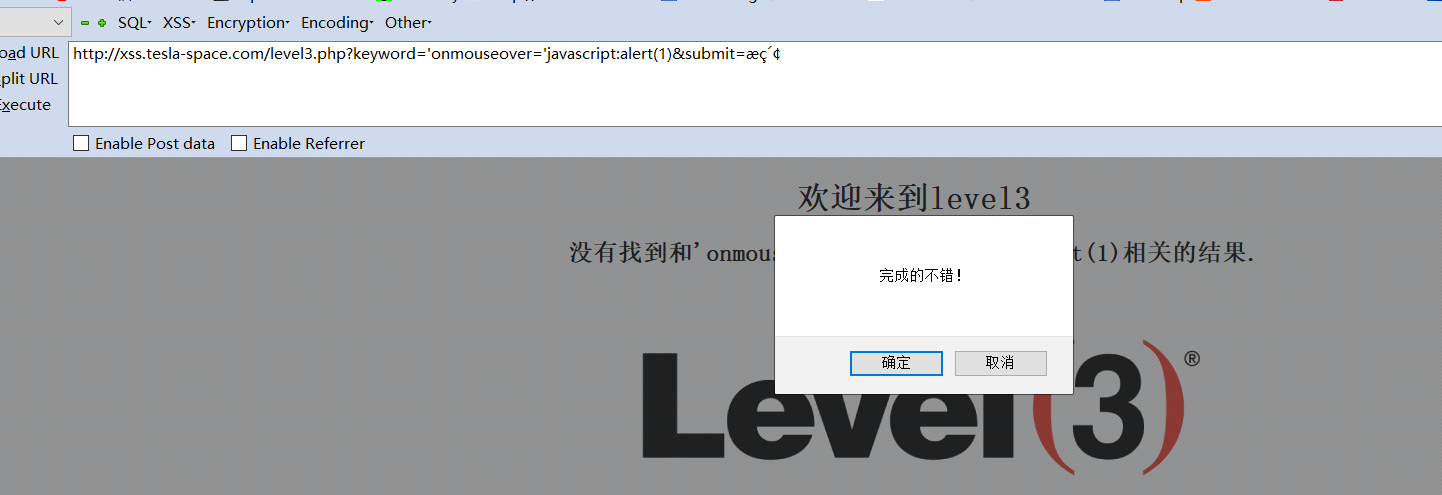 SQL▾ XSS▾ Encryption▾ Encoding▾ Other▾
oad URL http://xss.tesla-space.com/level3.php?keyword='onmouseover='javascript:alert(1)&submit=æç´¢
plit URL
Execute
Enable Post data Enable Referrer
欢迎来到level3
没有找到和'onmous t(1)相关的结果.
完成的不错!
确定 取消
Level(3)®